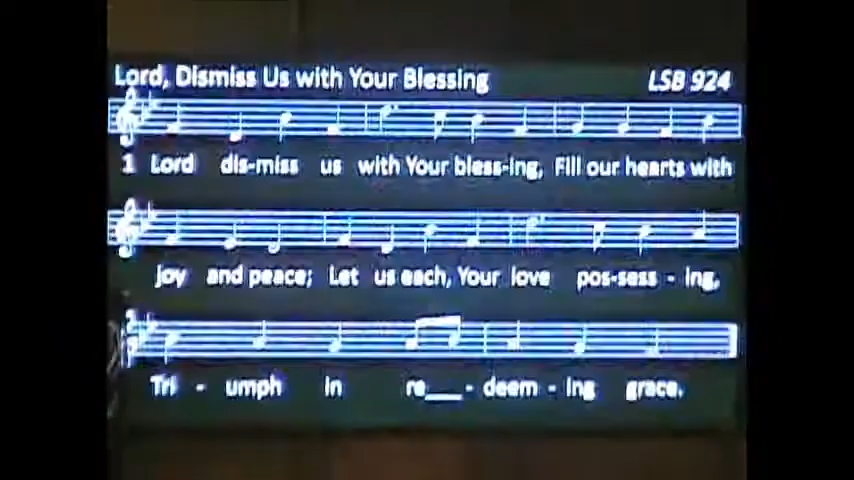 Lord, Dismiss Us with Your Blessing LSB 924
1 Lord dis-miss us with Your bless-ing, Fill our hearts with
joy and peace; Let us each, Your love pos-sess - ing,
Tri - umph in re___- deem - ing grace.